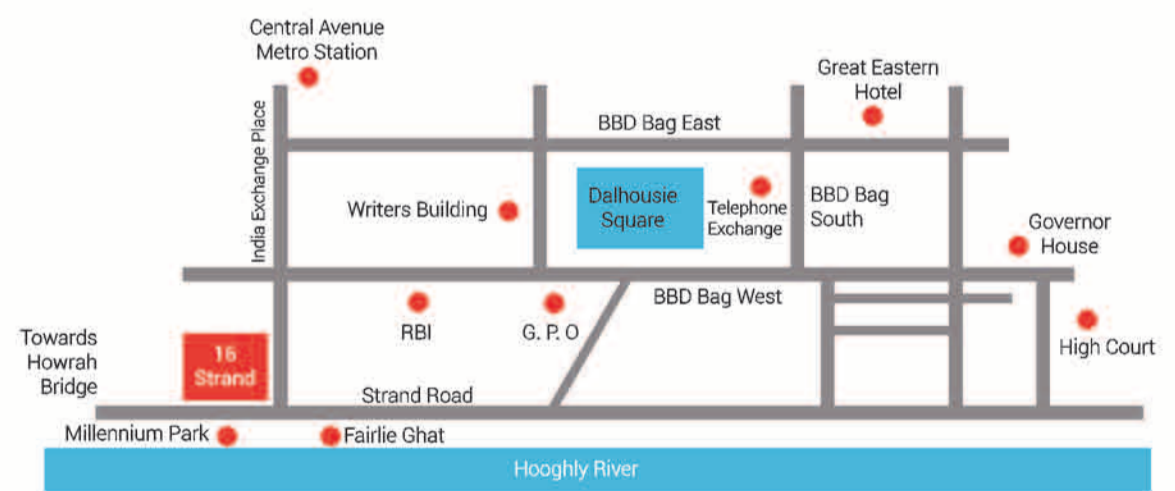 Central Avenue
Metro Station
Great Eastern
Hotel
India Exchange Place
BBD Bag East
Writers Building
Dalhousie
Square
Telephone
Exchange
BBD Bag
South
Governor
House
BBD Bag West
RBI
G. P. O
High Court
Towards
Howrah
Bridge
16
Strand
Strand Road
Millennium Park
Fairlie Ghat
Hooghly River